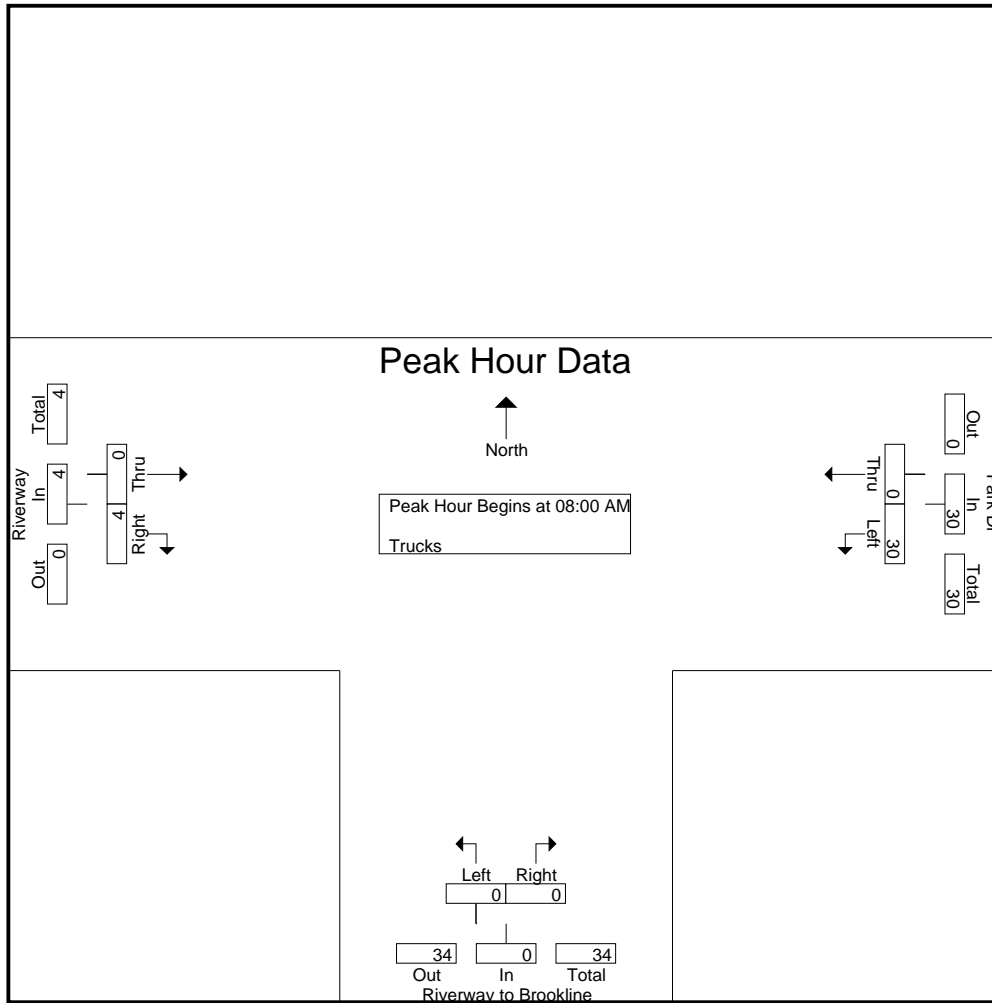 Peak Hour Data
North
Peak Hour Begins at 08:00 AM
Trucks
Riverway
Total
4
In
4
Out
0
Thru
0
Right
4
Out
0
In
30
Total
30
Thru
0
Left
30
Left Right
0 0
34 0 34
Out In Total
Riverway to Brookline